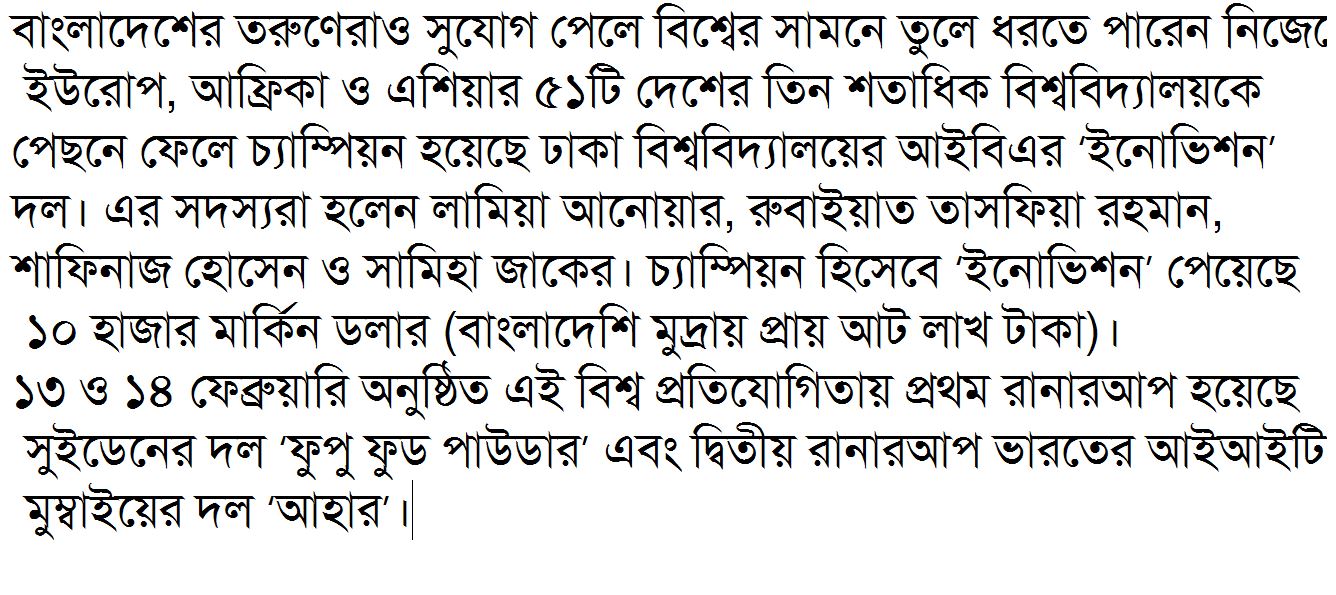 বাংলাদেশের তরুণেরাও সুযোগ পেলে বিশ্বের সামনে তুলে ধরতে পারেন
ইউরোপ, আফ্রিকা ও এশিয়ার ৫১টি দেশের তিন শতাধিক বিশ্ববিদ্যালয়কে
পেছনে ফেলে চ্যাম্পিয়ন হয়েছে ঢাকা বিশ্ববিদ্যালয়ের আইবিএর ‘ইনোভিশন’
দল। এর সদস্যরা হলেন লামিয়া আনোয়ার, রুবাইয়াত তাসফিয়া রহমান,
শাফিনাজ হোসেন ও সামিহা জাকের। চ্যাম্পিয়ন হিসেবে ‘ইনোভিশন’ পেয়েছে
১০ হাজার মার্কিন ডলার (বাংলাদেশি মুদ্রায় প্রায় আট লাখ টাকা)।
১৩ ও ১৪ ফেব্রুয়ারি অনুষ্ঠিত এই বিশ্ব প্রতিযোগিতায় প্রথম রানারআপ হয়েছে
সুইডেনের দল ‘ফুপু ফুড পাউডার’ এবং দ্বিতীয় রানারআপ ভারতের আইআইটি
মুম্বাইয়ের দল ‘আহার’।